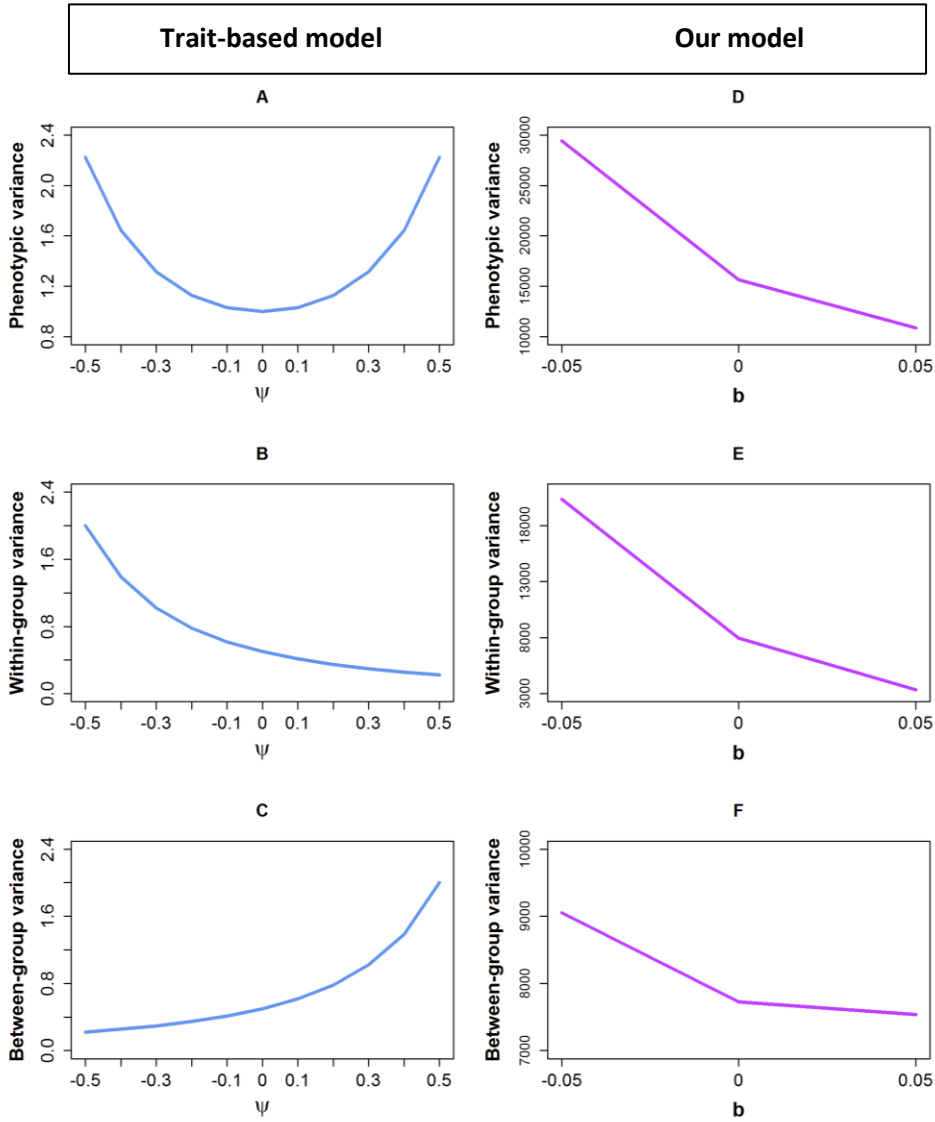 Trait-based model Our model
A
Phenotypic variance
2.4
2.0
1.6
1.2
0.8
-0.5 -0.3 -0.1 0 0.1 0.3 0.5
ψ
D
Phenotypic variance
30000
25000
20000
15000
10000
-0.05 0 0.05
b
B
Within-group variance
2.4
1.6
0.8
0.0
-0.5 -0.3 -0.1 0 0.1 0.3 0.5
ψ
E
Within-group variance
18000
13000
8000
3000
-0.05 0 0.05
b
C
Between-group variance
2.4
1.6
0.8
0.0
-0.5 -0.3 -0.1 0 0.1 0.3 0.5
ψ
F
Between-group variance
10000
9000
8000
7000
-0.05 0 0.05
b